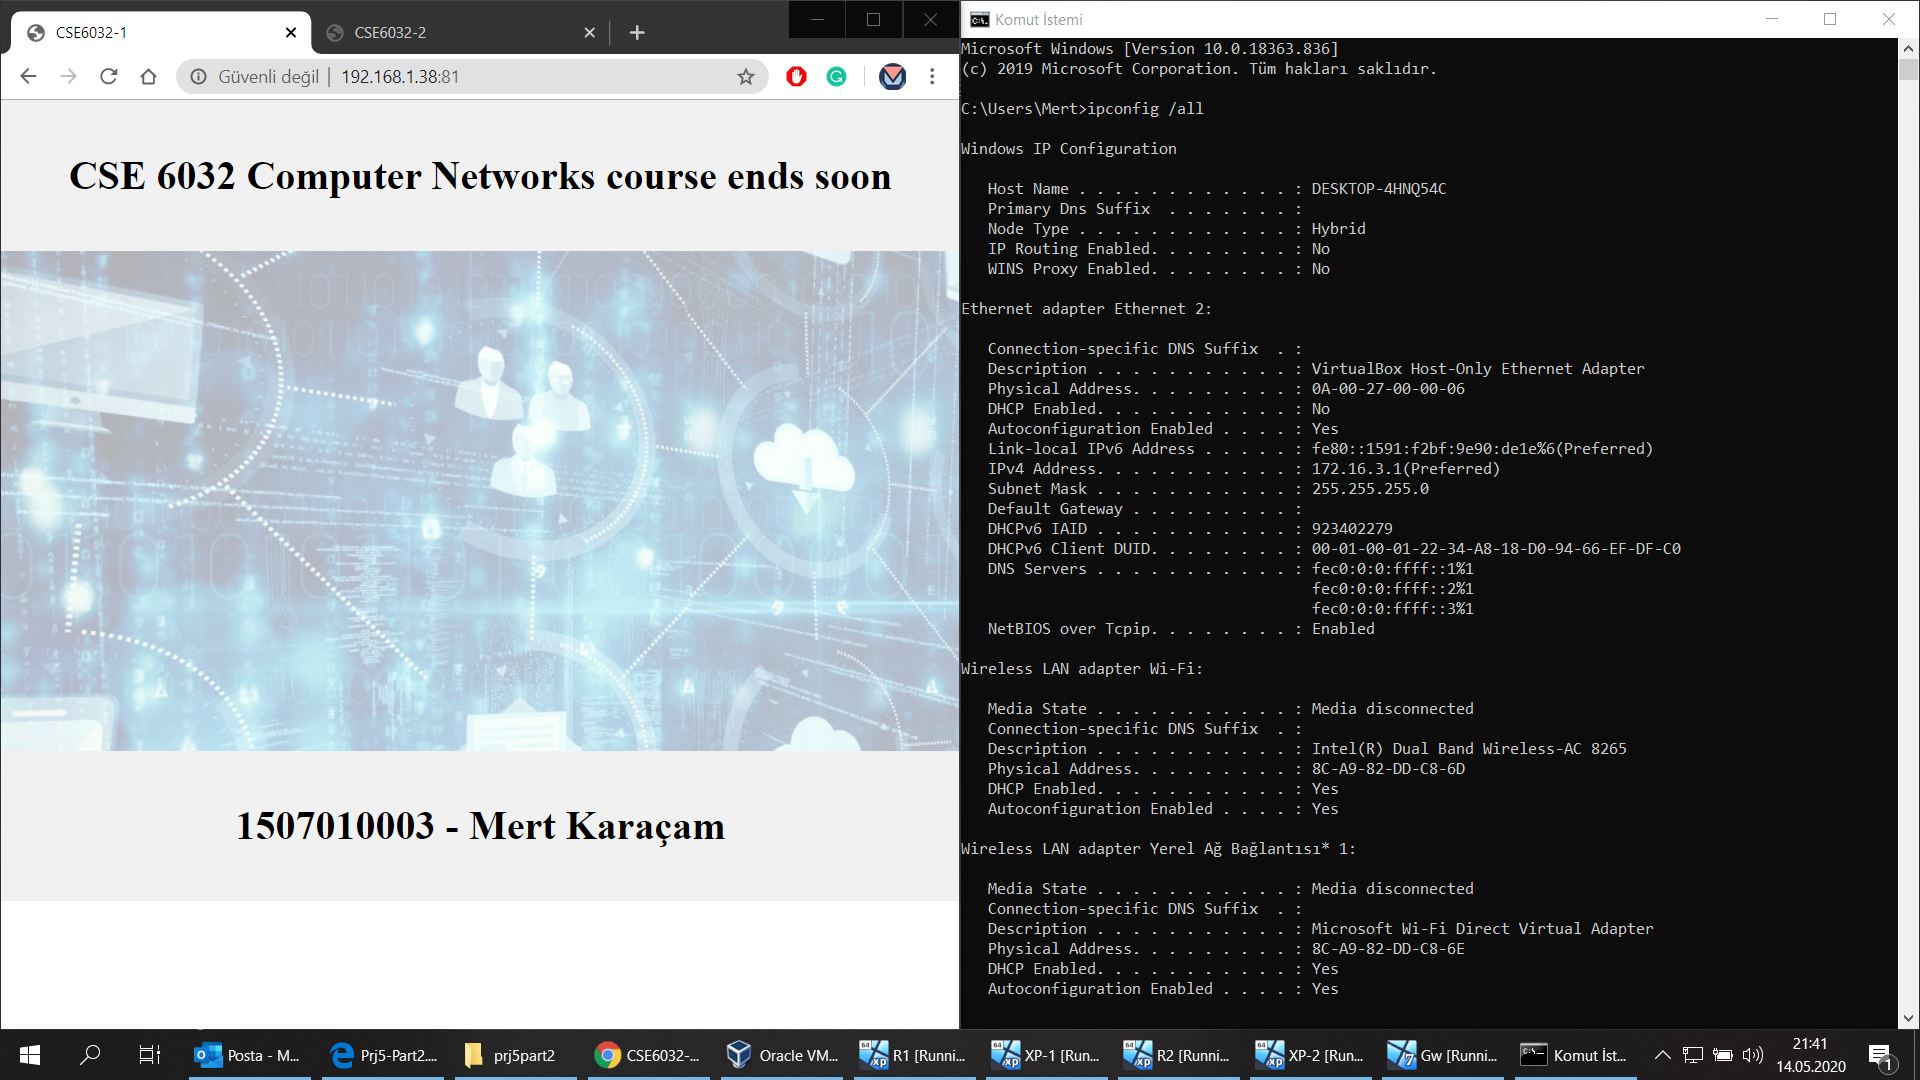 CSE6032-1
CSE6032-2
Güvenli değil | 192.168.1.38:81
CSE 6032 Computer Networks course ends soon
1507010003 - Mert Karaçam
Komut İstemi
Microsoft Windows [Version 10.0.18363.836]
(c) 2019 Microsoft Corporation. Tüm hakları saklıdır.
C:\Users\Mert>ipconfig /all
Windows IP Configuration
Host Name . . . . . . . . . . . . : DESKTOP-4HNQ54C
Primary Dns Suffix  . . . . . . . :
Node Type . . . . . . . . . . . . : Hybrid
IP Routing Enabled. . . . . . . . : No
WINS Proxy Enabled. . . . . . . . : No
Ethernet adapter Ethernet 2:
Connection-specific DNS Suffix  . :
Description . . . . . . . . . . . : VirtualBox Host-Only Ethernet Adapter
Physical Address. . . . . . . . . : 0A-00-27-00-00-06
DHCP Enabled. . . . . . . . . . . : No
Autoconfiguration Enabled . . . . : Yes
Link-local IPv6 Address . . . . . : fe80::1591:f2bf:9e90:de1e%6(Preferred)
IPv4 Address. . . . . . . . . . . : 172.16.3.1(Preferred)
Subnet Mask . . . . . . . . . . . : 255.255.255.0
Default Gateway . . . . . . . . . :
DHCPv6 IAID . . . . . . . . . . . : 923402279
DHCPv6 Client DUID. . . . . . . . : 00-01-00-01-22-34-A8-18-D0-94-66-EF-DF-C0
DNS Servers . . . . . . . . . . . : fec0:0:0:ffff::1%1
fec0:0:0:ffff::2%1
fec0:0:0:ffff::3%1
NetBIOS over Tcpip. . . . . . . . : Enabled
Wireless LAN adapter Wi-Fi:
Media State . . . . . . . . . . . : Media disconnected
Connection-specific DNS Suffix  . :
Description . . . . . . . . . . . : Intel(R) Dual Band Wireless-AC 8265
Physical Address. . . . . . . . . : 8C-A9-82-DD-C8-6D
DHCP Enabled. . . . . . . . . . . : Yes
Autoconfiguration Enabled . . . . : Yes
Wireless LAN adapter Yerel Ağ Bağlantısı* 1:
Media State . . . . . . . . . . . : Media disconnected
Connection-specific DNS Suffix  . :
Description . . . . . . . . . . . : Microsoft Wi-Fi Direct Virtual Adapter
Physical Address. . . . . . . . . : 8C-A9-82-DD-C8-6E
DHCP Enabled. . . . . . . . . . . : Yes
Autoconfiguration Enabled . . . . : Yes
Posta - M...
Prj5-Part2....
prj5part2
CSE6032-...
Oracle VM...
R1 [Runni...
XP-1 [Run...
R2 [Runni...
XP-2 [Run...
Gw [Runni...
Komut İst...
21:41
14.05.2020
1